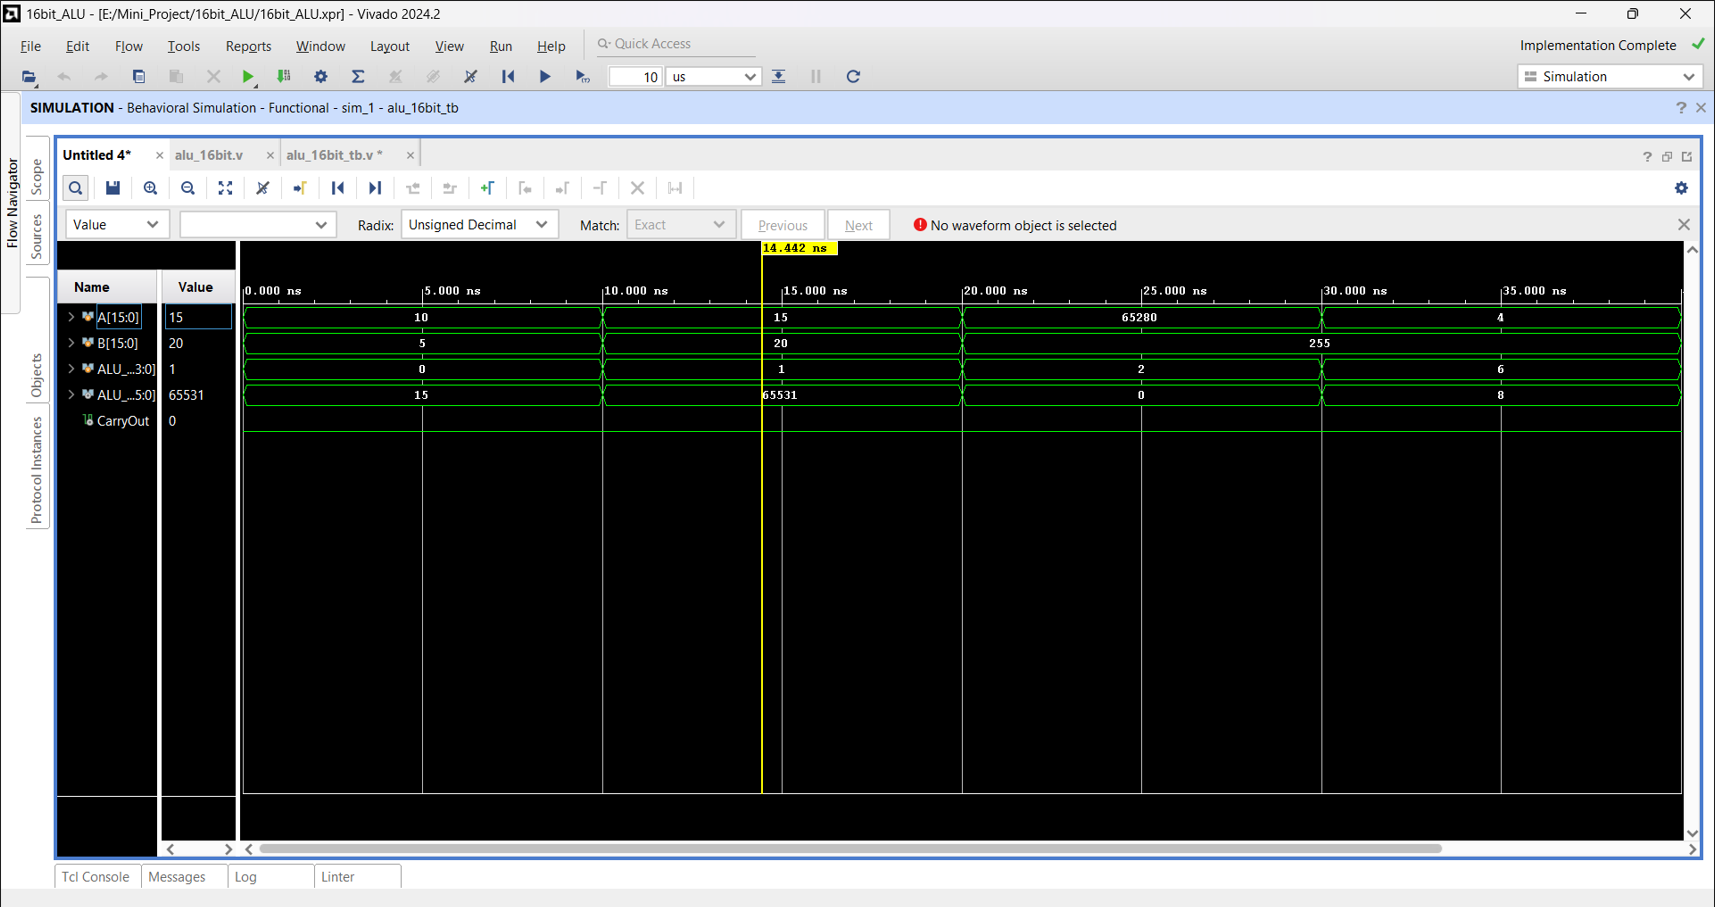 16bit_ALU - [E:/Mini_Project/16bit_ALU/16bit_ALU.xpr] - Vivado 2024.2
File Edit Flow Tools Reports Window Layout View Run Help Quick Access
Implementation Complete
10 us
Simulation
SIMULATION - Behavioral Simulation - Functional - sim_1 - alu_16bit_tb
Flow Navigator
Scope
Sources
Objects
Protocol Instances
Untitled 4* alu_16bit.v alu_16bit_tb.v *
Value Radix: Unsigned Decimal Match: Exact Previous Next No waveform object is selected
14.442 ns
Name Value
0.000 ns 5.000 ns 10.000 ns 15.000 ns 20.000 ns 25.000 ns 30.000 ns 35.000 ns
A[15:0] 15 10 15 65280 4
B[15:0] 20 5 20 255
ALU_...3:0] 1 0 1 2 6
ALU_...5:0] 65531 15 65531 0 8
CarryOut 0
Tcl Console Messages Log Linter